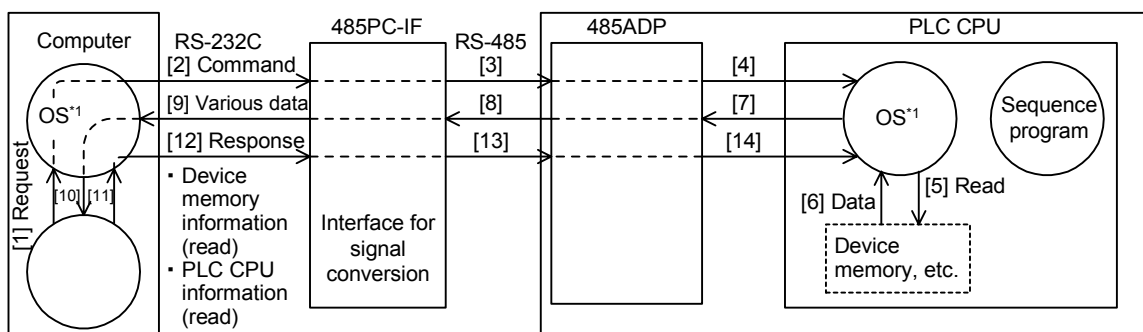 Computer
RS-232C
485PC-IF
RS-485
485ADP
PLC CPU
[2] Command
[3]
[4]
OS*1
[9] Various data
[8]
[7]
OS*1
Sequence
program
[12] Response
[13]
[14]
[1] Request
[10]
[11]
・ Device
memory
information
(read)
・ PLC CPU
information
(read)
Interface for
signal
conversion
[6] Data
[5] Read
Device
memory, etc.